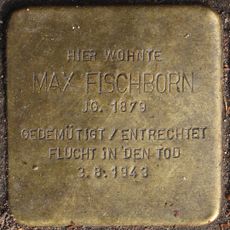 HIER WOHNTE
MAX FISCHBORN
JG. 1879
GEDEMÜTIGT / ENTRECHTET
FLUCHT IN DEN TOD
3.8.1943